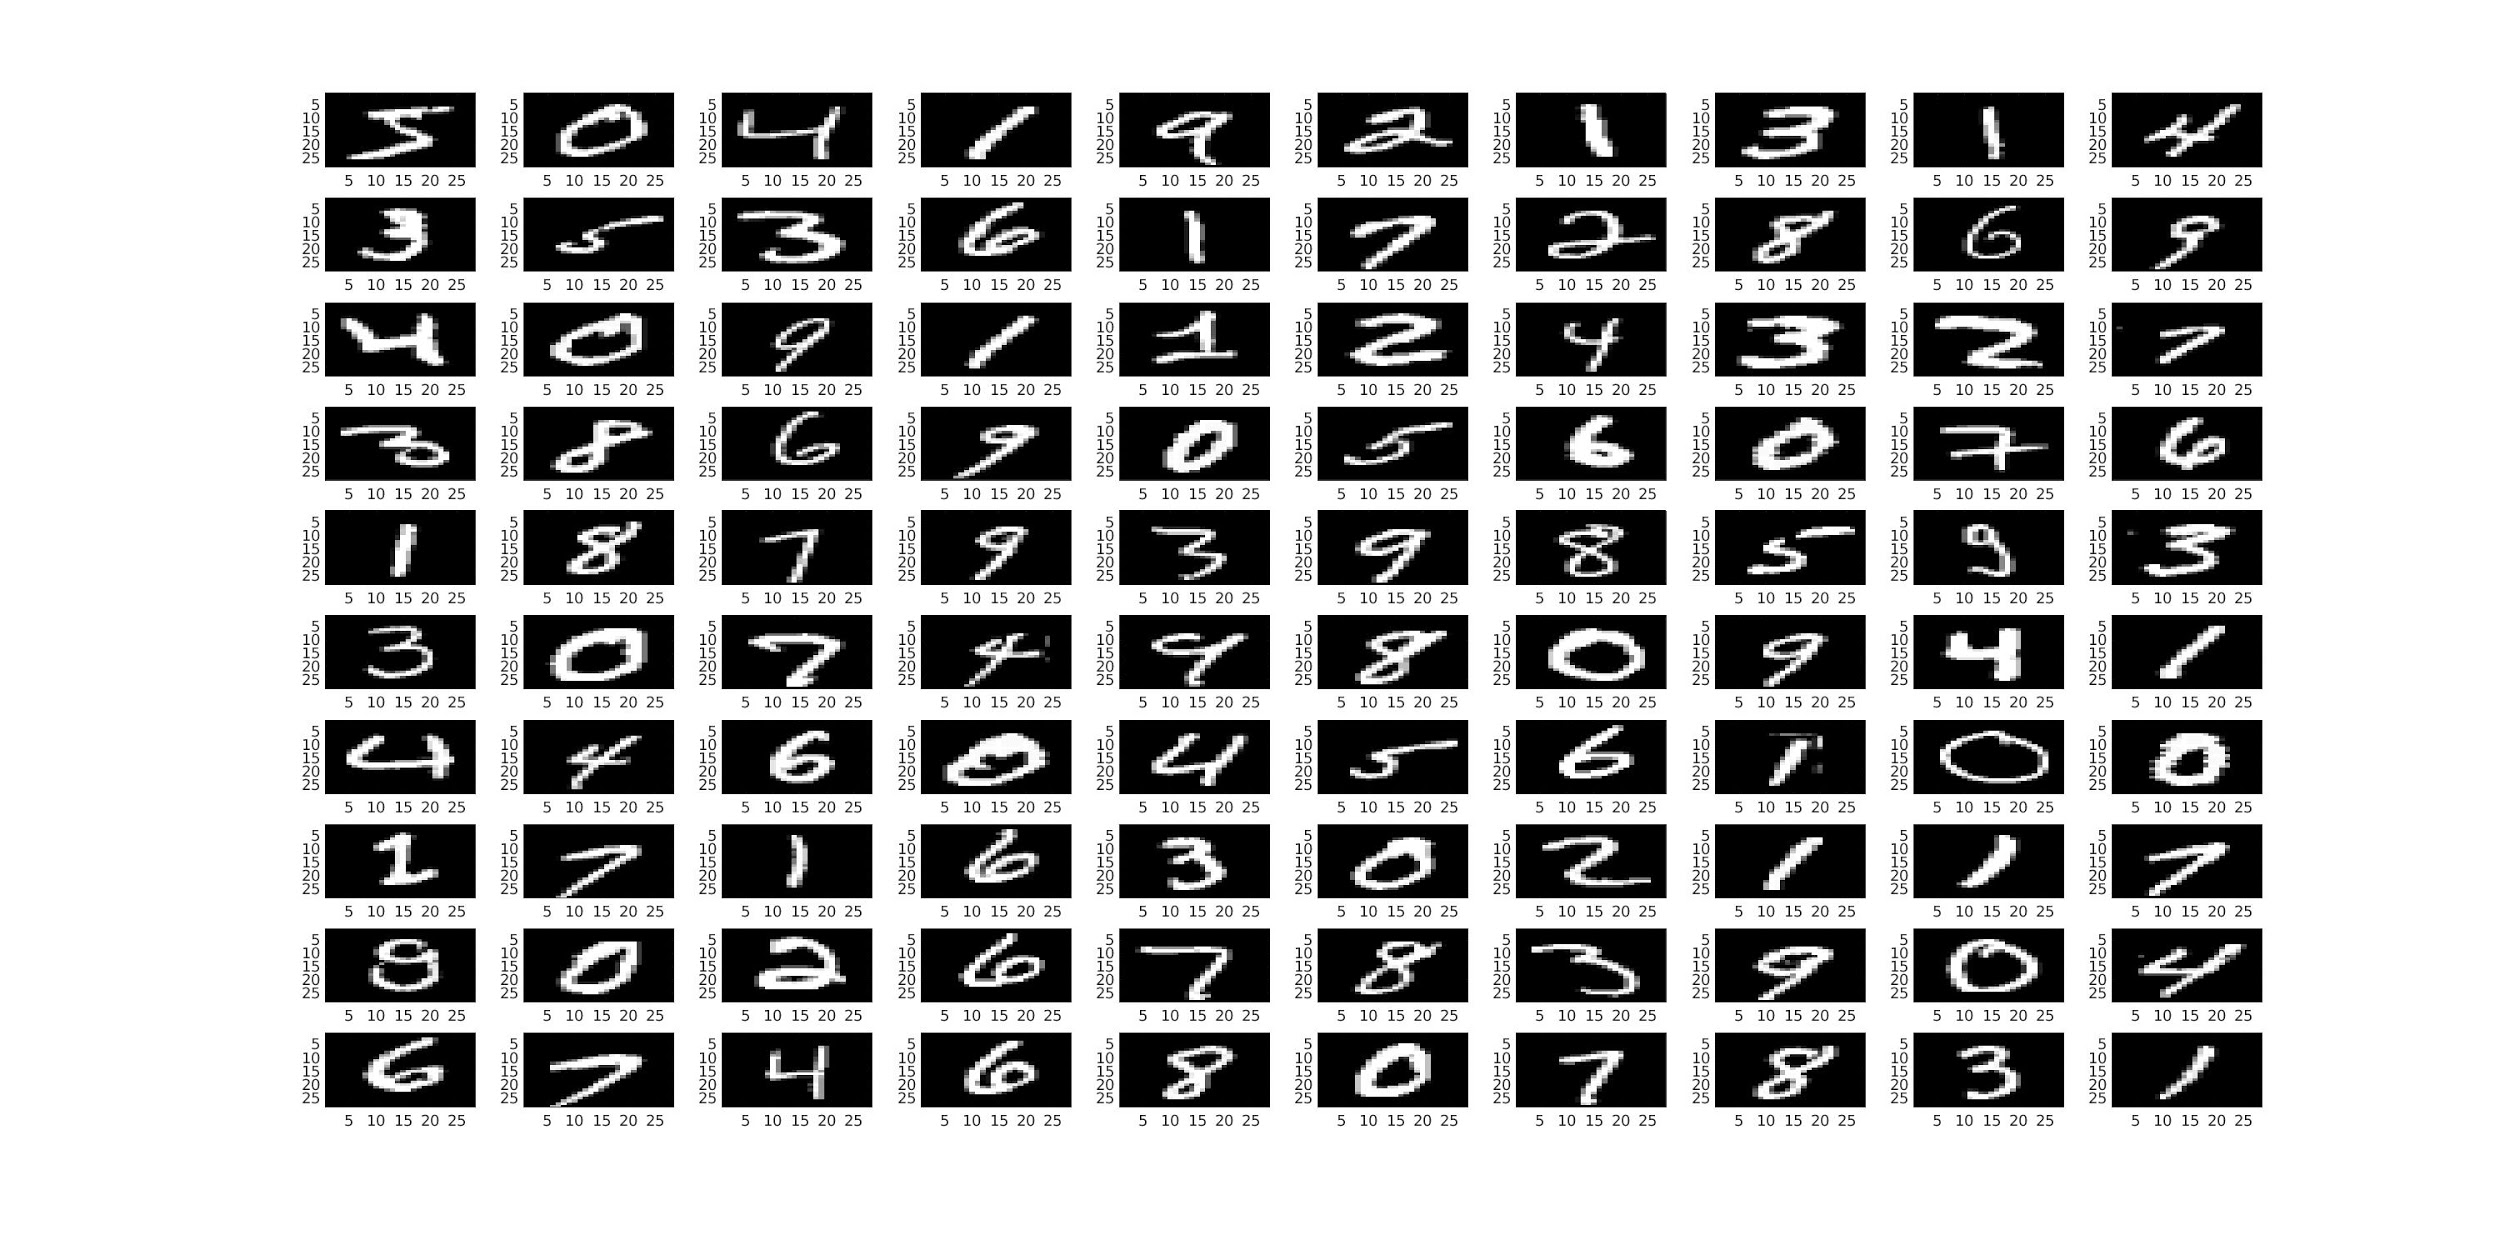 5 0 4 1 9 2 1 3 1 4
3 5 3 6 1 7 2 8 6 9
4 0 9 1 1 2 4 3 2 7
3 8 6 9 0 5 6 0 7 6
1 8 7 9 3 9 8 5 9 3
3 0 7 4 9 8 0 9 4 1
4 4 6 0 4 5 6 1 0 0
1 7 1 6 3 0 2 1 1 7
9 0 2 6 7 8 3 9 0 4
6 7 4 6 8 0 7 8 3 1